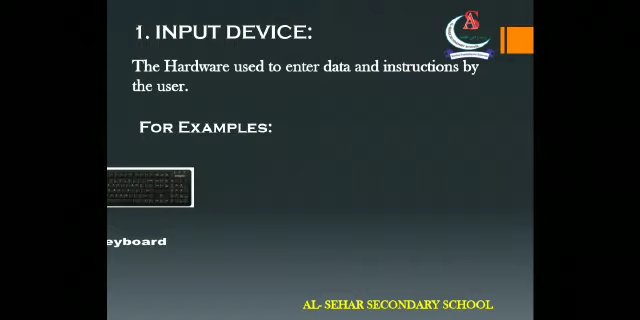 1. INPUT DEVICE:
The Hardware used to enter data and instructions by
the user.
FOR EXAMPLES:
eyboard
AL- SEHAR SECONDARY SCHOOL